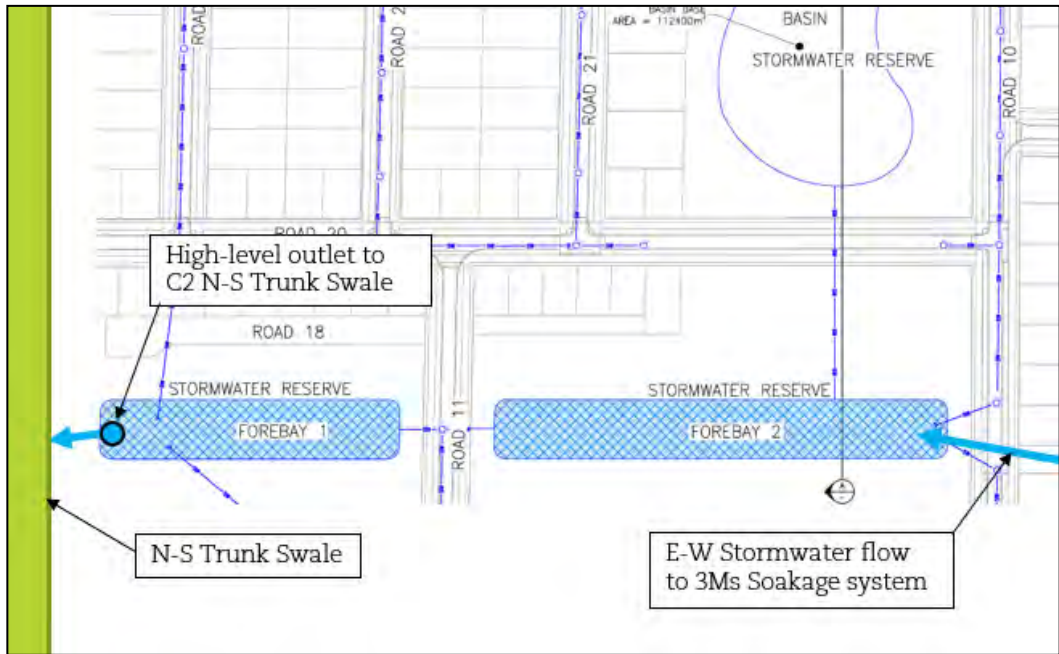 ROAD
ROAD 2
ROAD 21
BASIN BASE
AREA = 112400m²
BASIN
STORMWATER RESERVE
ROAD 10
ROAD 20
High-level outlet to
C2 N-S Trunk Swale
ROAD 18
STORMWATER RESERVE
STORMWATER RESERVE
FOREBAY 1
ROAD 11
FOREBAY 2
N-S Trunk Swale
E-W Stormwater flow
to 3Ms Soakage system